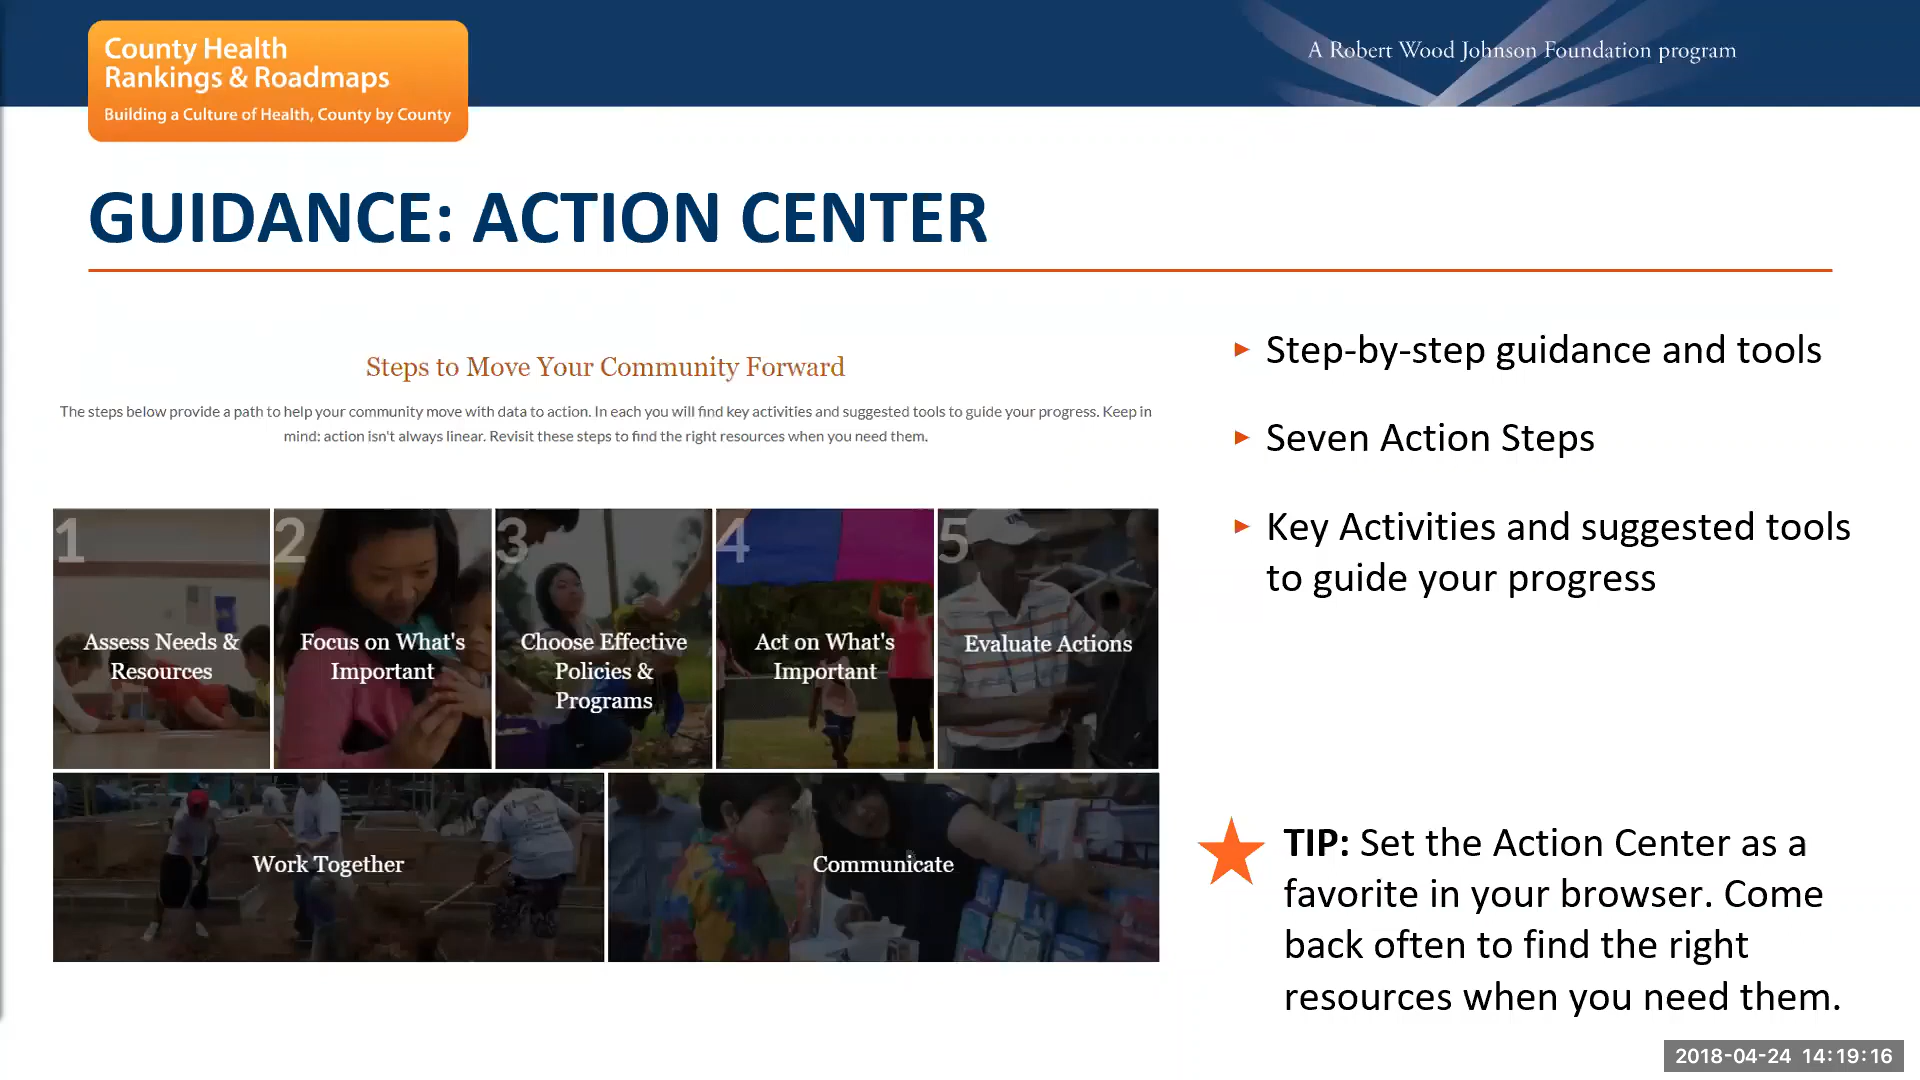 County Health
Rankings & Roadmaps
Building a Culture of Health, County by County
A Robert Wood Johnson Foundation program
GUIDANCE: ACTION CENTER
Steps to Move Your Community Forward
The steps below provide a path to help your community move with data to action. In each you will find key activities and suggested tools to guide your progress. Keep in
mind: action isn't always linear. Revisit these steps to find the right resources when you need them.
1
Assess Needs &
Resources
2
Focus on What's
Important
3
Choose Effective
Policies &
Programs
4
Act on What's
Important
5
Evaluate Actions
Work Together
Communicate
Step-by-step guidance and tools
Seven Action Steps
Key Activities and suggested tools
to guide your progress
TIP: Set the Action Center as a
favorite in your browser. Come
back often to find the right
resources when you need them.
2018-04-24 14:19:16